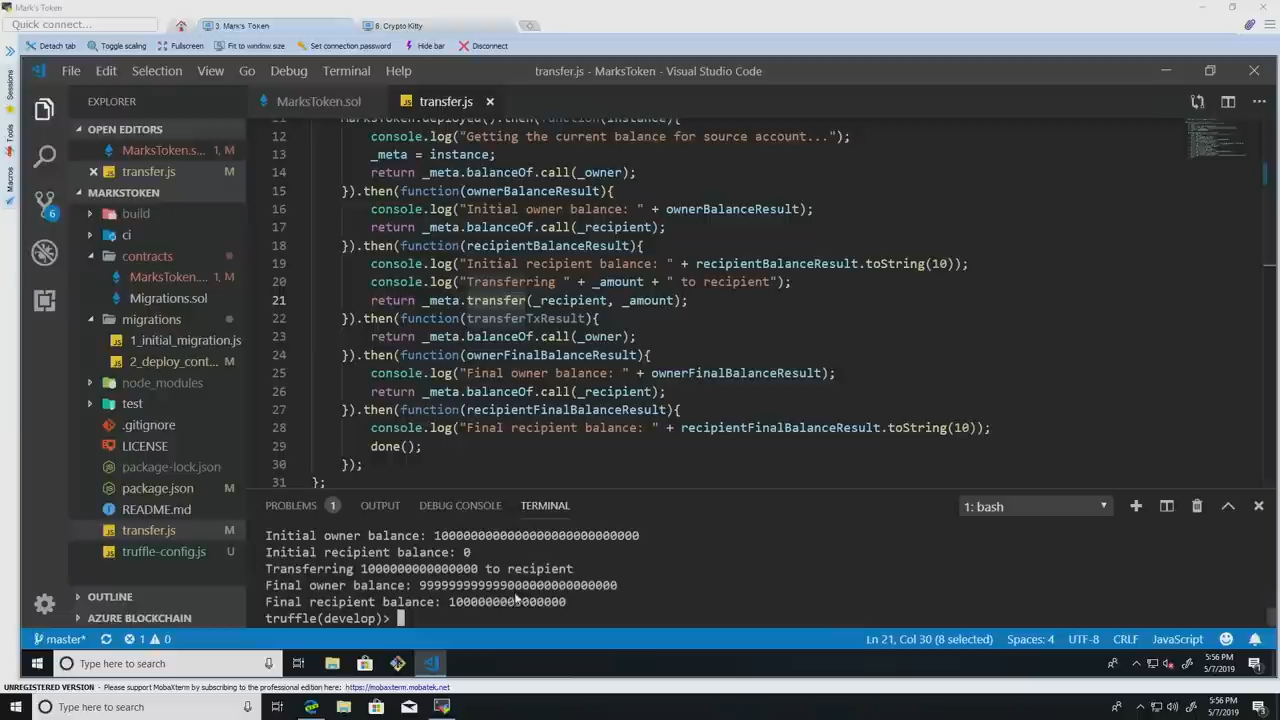 Mark's Token
Quick connect...
3. Mark's Token
6. Crypto Kitty
Detach tab
Toggle scaling
Fullscreen
Fit to window size
Set connection password
Hide bar
Disconnect
Sessions
Tools
Macros
File Edit Selection View Go Debug Terminal Help
transfer.js - MarksToken - Visual Studio Code
EXPLORER
MarksToken.sol
transfer.js
OPEN EDITORS
MarksToken.s... 1, M
transfer.js M
MARKSTOKEN
build
ci
contracts
MarksToken.... 1, M
Migrations.sol
migrations
1_initial_migration.js
2_deploy_cont... M
node_modules
test
.gitignore
LICENSE
package-lock.json
package.json M
README.md
transfer.js M
truffle-config.js U
OUTLINE
AZURE BLOCKCHAIN
6
11 MarksToken.deployed().then(function(instance){
12 console.log("Getting the current balance for source account...");
13 _meta = instance;
14 return _meta.balanceOf.call(_owner);
15 }).then(function(ownerBalanceResult){
16 console.log("Initial owner balance: " + ownerBalanceResult);
17 return _meta.balanceOf.call(_recipient);
18 }).then(function(recipientBalanceResult){
19 console.log("Initial recipient balance: " + recipientBalanceResult.toString(10));
20 console.log("Transferring " + _amount + " to recipient");
21 return _meta.transfer(_recipient, _amount);
22 }).then(function(transferTxResult){
23 return _meta.balanceOf.call(_owner);
24 }).then(function(ownerFinalBalanceResult){
25 console.log("Final owner balance: " + ownerFinalBalanceResult);
26 return _meta.balanceOf.call(_recipient);
27 }).then(function(recipientFinalBalanceResult){
28 console.log("Final recipient balance: " + recipientFinalBalanceResult.toString(10));
29 done();
30 });
31 };
PROBLEMS 1 OUTPUT DEBUG CONSOLE TERMINAL
1: bash
Initial owner balance: 1000000000000000000000000000
Initial recipient balance: 0
Transferring 1000000000000000 to recipient
Final owner balance: 999999999999000000000000000
Final recipient balance: 1000000000000000
truffle(develop)>
master* 1 0
Ln 21, Col 30 (8 selected) Spaces: 4 UTF-8 CRLF JavaScript
Type here to search
5:56 PM
5/7/2019
UNREGISTERED VERSION - Please support MobaXterm by subscribing to the professional edition here: https://mobaxterm.mobatek.net
Type here to search
5:56 PM
5/7/2019